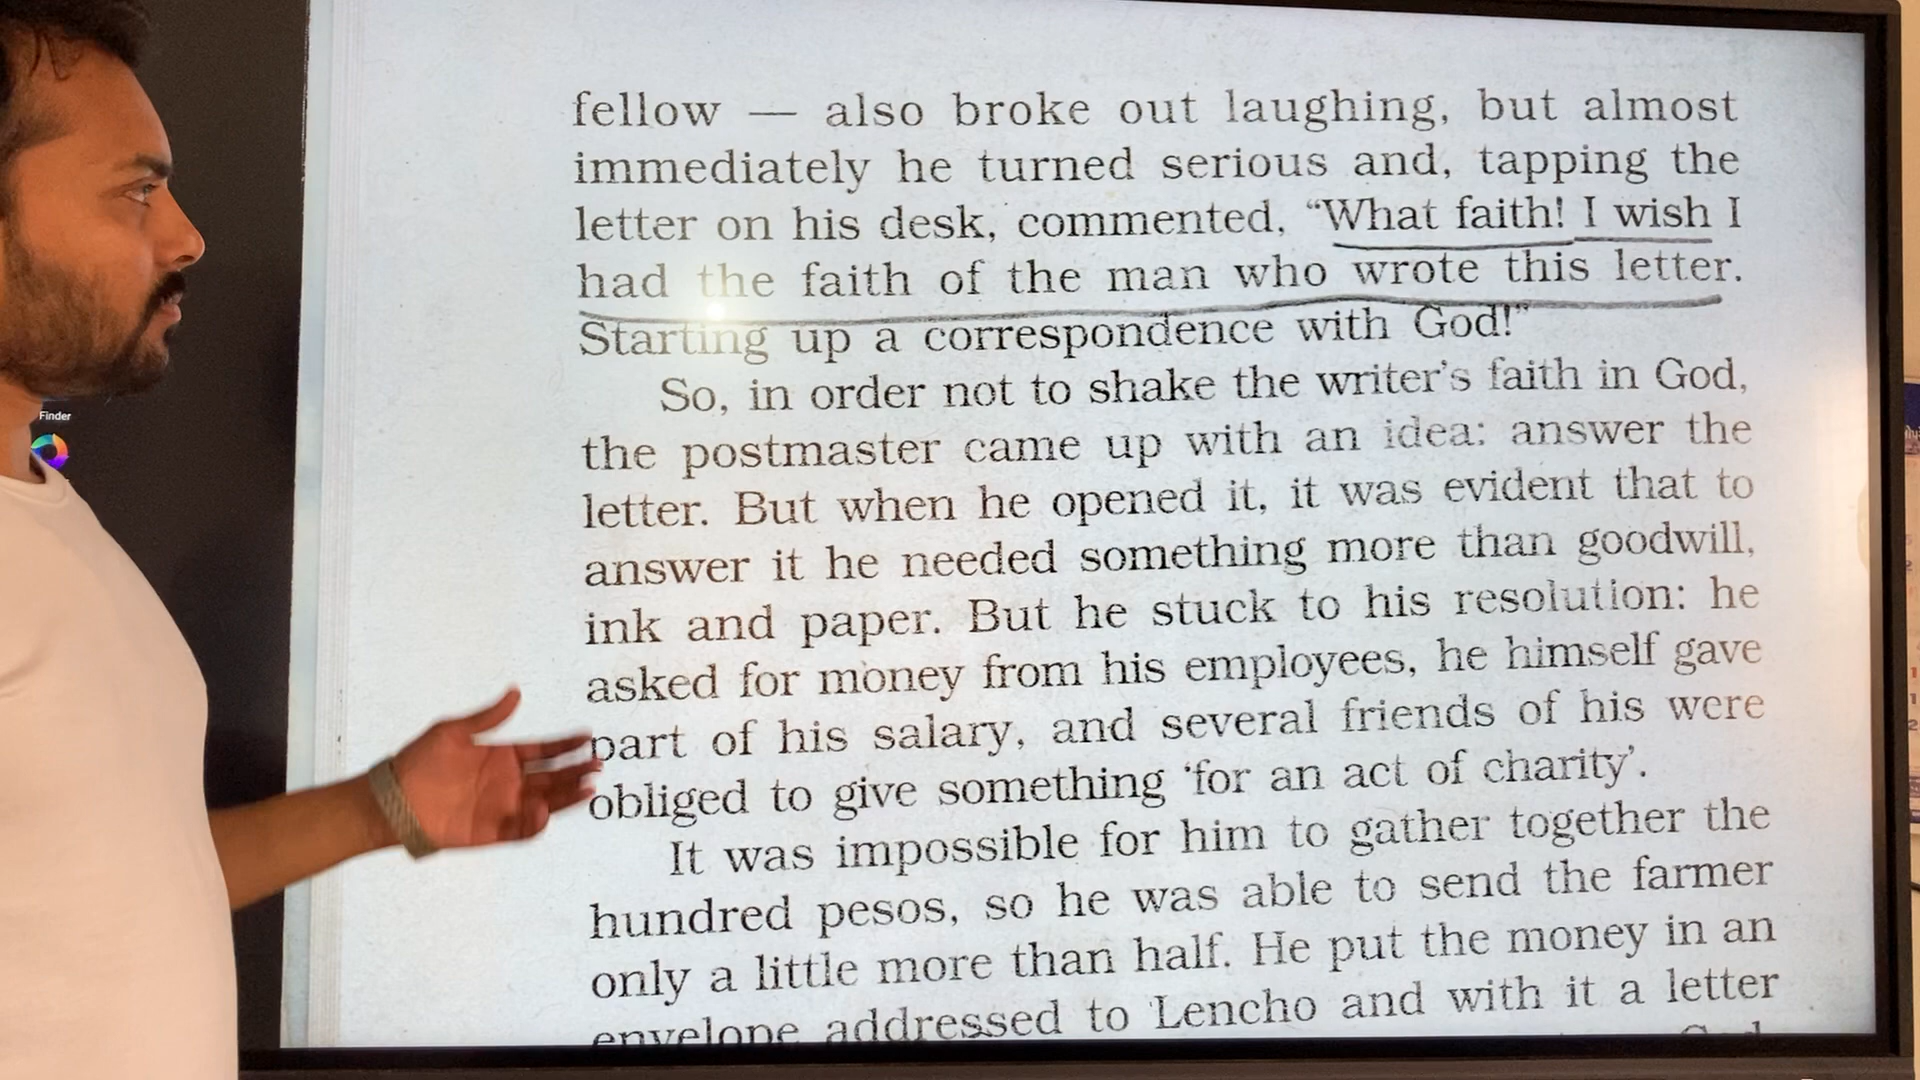 fellow — also broke out laughing, but almost
immediately he turned serious and, tapping the
letter on his desk, commented, “What faith! I wish I
had the faith of the man who wrote this letter.
Starting up a correspondence with God!”
So, in order not to shake the writer’s faith in God,
the postmaster came up with an idea: answer the
letter. But when he opened it, it was evident that to
answer it he needed something more than goodwill,
ink and paper. But he stuck to his resolution: he
asked for money from his employees, he himself gave
part of his salary, and several friends of his were
obliged to give something ‘for an act of charity’.
It was impossible for him to gather together the
hundred pesos, so he was able to send the farmer
only a little more than half. He put the money in an
envelope addressed to Lencho and with it a letter
Finder